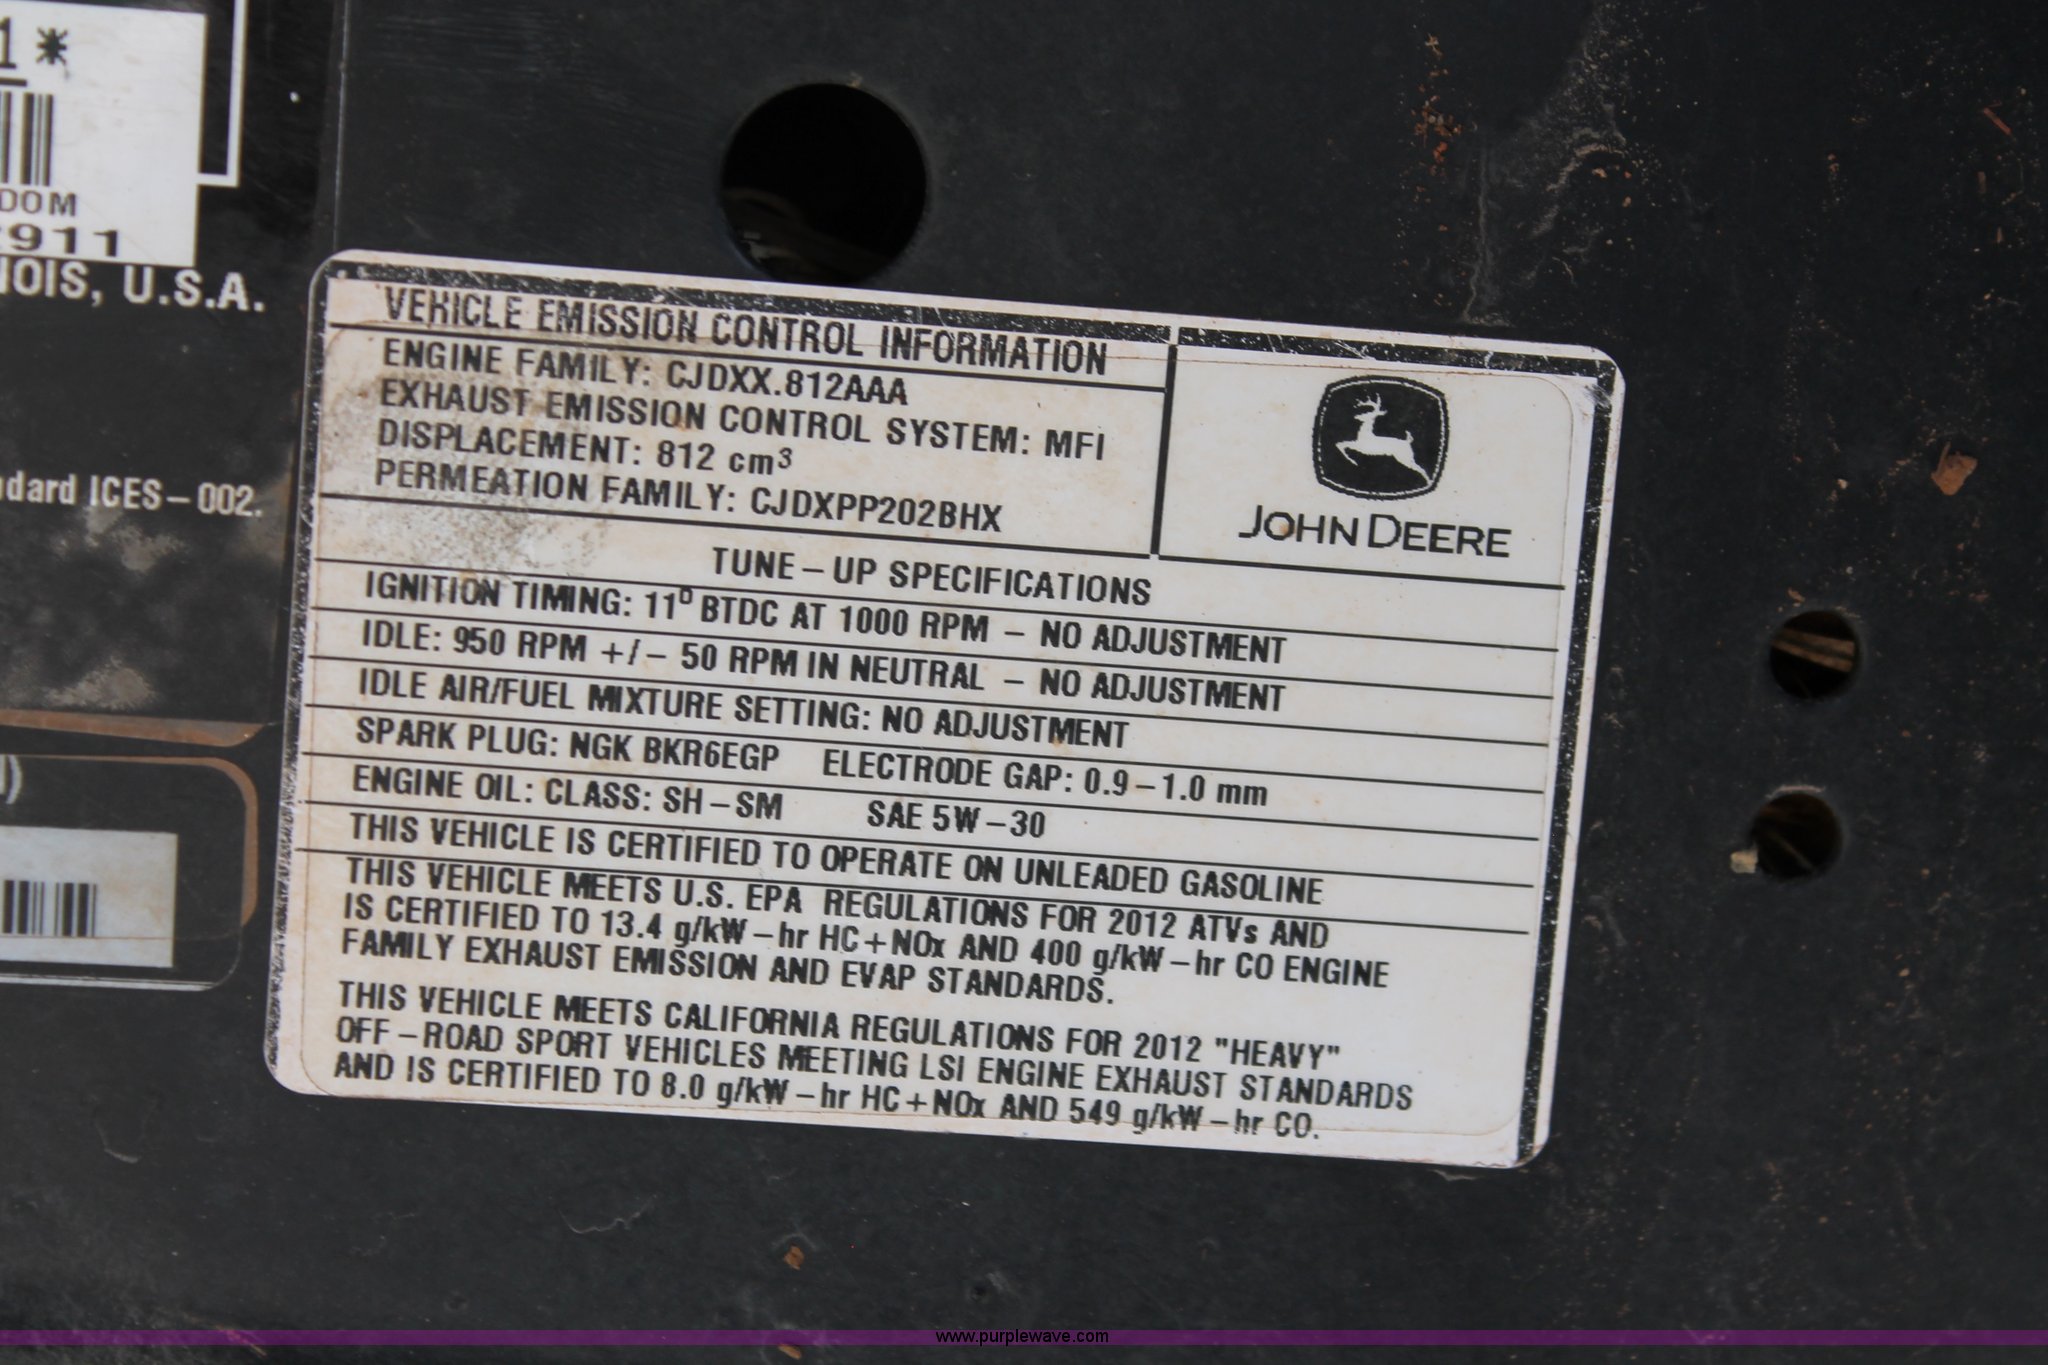 1*
DOM
911
NOIS, U.S.A.
ndard ICES-002.
VEHICLE EMISSION CONTROL INFORMATION
ENGINE FAMILY: CJDXX.812AAA
EXHAUST EMISSION CONTROL SYSTEM: MFI
DISPLACEMENT: 812 cm³
PERMEATION FAMILY: CJDXPP202BHX
JOHN DEERE
TUNE-UP SPECIFICATIONS
IGNITION TIMING: 11° BTDC AT 1000 RPM - NO ADJUSTMENT
IDLE: 950 RPM +/- 50 RPM IN NEUTRAL - NO ADJUSTMENT
IDLE AIR/FUEL MIXTURE SETTING: NO ADJUSTMENT
SPARK PLUG: NGK BKR6EGP ELECTRODE GAP: 0.9-1.0 mm
ENGINE OIL: CLASS: SH-SM SAE 5W-30
THIS VEHICLE IS CERTIFIED TO OPERATE ON UNLEADED GASOLINE
THIS VEHICLE MEETS U.S. EPA REGULATIONS FOR 2012 ATVs AND
IS CERTIFIED TO 13.4 g/kW-hr HC+NOx AND 400 g/kW-hr CO ENGINE
FAMILY EXHAUST EMISSION AND EVAP STANDARDS.
THIS VEHICLE MEETS CALIFORNIA REGULATIONS FOR 2012 "HEAVY"
OFF-ROAD SPORT VEHICLES MEETING LSI ENGINE EXHAUST STANDARDS
AND IS CERTIFIED TO 8.0 g/kW-hr HC+NOx AND 549 g/kW-hr CO.
www.purplewave.com